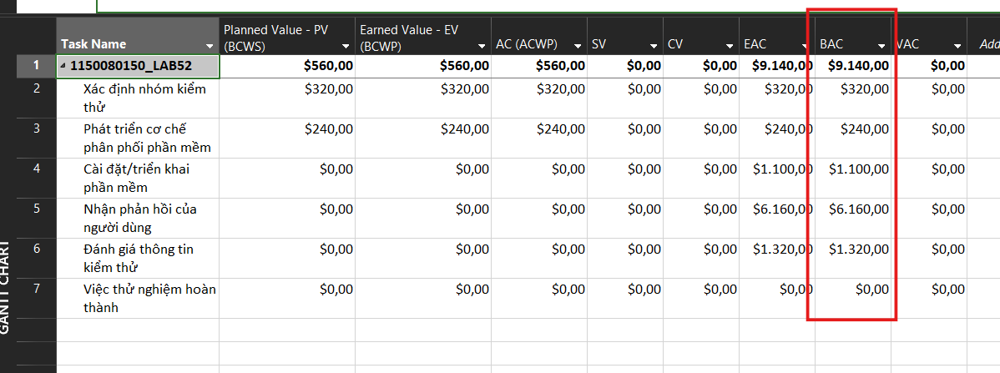 Task Name Planned Value - PV (BCWS) Earned Value - EV (BCWP) AC (ACWP) SV CV EAC BAC VAC Add
1 1150080150_LAB52 $560,00 $560,00 $560,00 $0,00 $0,00 $9.140,00 $9.140,00 $0,00
2 Xác định nhóm kiểm thử $320,00 $320,00 $320,00 $0,00 $0,00 $320,00 $320,00 $0,00
3 Phát triển cơ chế phân phối phần mềm $240,00 $240,00 $240,00 $0,00 $0,00 $240,00 $240,00 $0,00
4 Cài đặt/triển khai phần mềm $0,00 $0,00 $0,00 $0,00 $0,00 $1.100,00 $1.100,00 $0,00
5 Nhận phản hồi của người dùng $0,00 $0,00 $0,00 $0,00 $0,00 $6.160,00 $6.160,00 $0,00
6 Đánh giá thông tin kiểm thử $0,00 $0,00 $0,00 $0,00 $0,00 $1.320,00 $1.320,00 $0,00
7 Việc thử nghiệm hoàn thành $0,00 $0,00 $0,00 $0,00 $0,00 $0,00 $0,00 $0,00
GANTT CHART